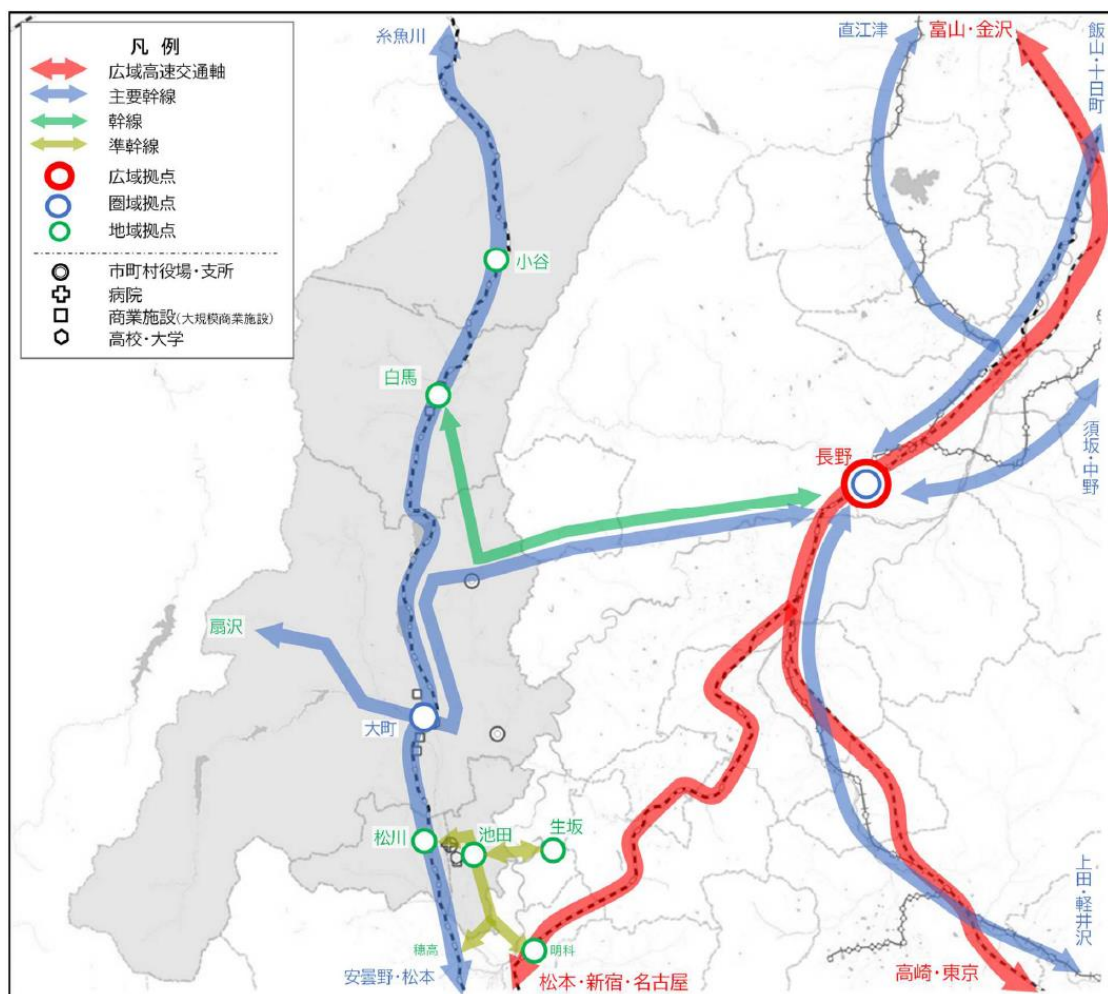 凡 例
広域高速交通軸
主要幹線
幹線
準幹線
広域拠点
圏域拠点
地域拠点
市町村役場・支所
病院
商業施設(大規模商業施設)
高校・大学
糸魚川
直江津
富山・金沢
飯山・十日町
小谷
白馬
長野
須坂・中野
扇沢
大町
松川
池田
生坂
穂高
明科
安曇野・松本
松本・新宿・名古屋
高崎・東京
上田・軽井沢